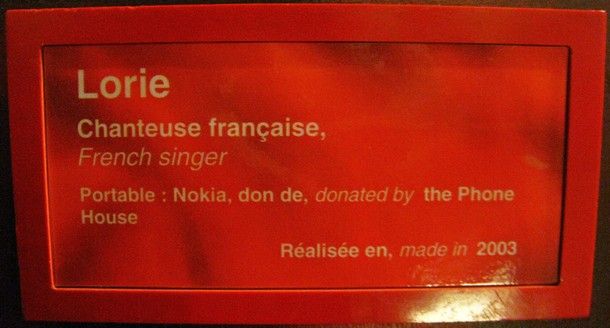 Lorie
Chanteuse française,
French singer
Portable : Nokia, don de, donated by the Phone
House
Réalisée en, made in 2003